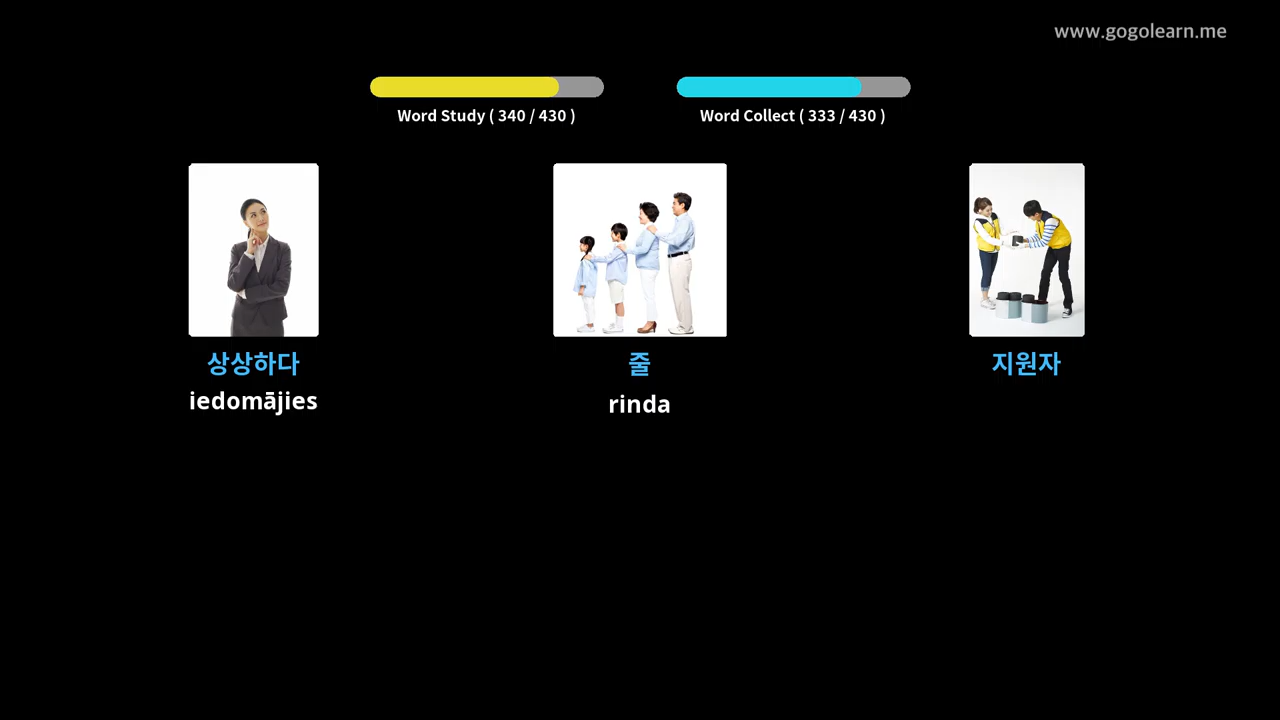 www.gogolearn.me
Word Study ( 340 / 430 )
Word Collect ( 333 / 430 )
상상하다
줄
지원자
iedomājies
rinda